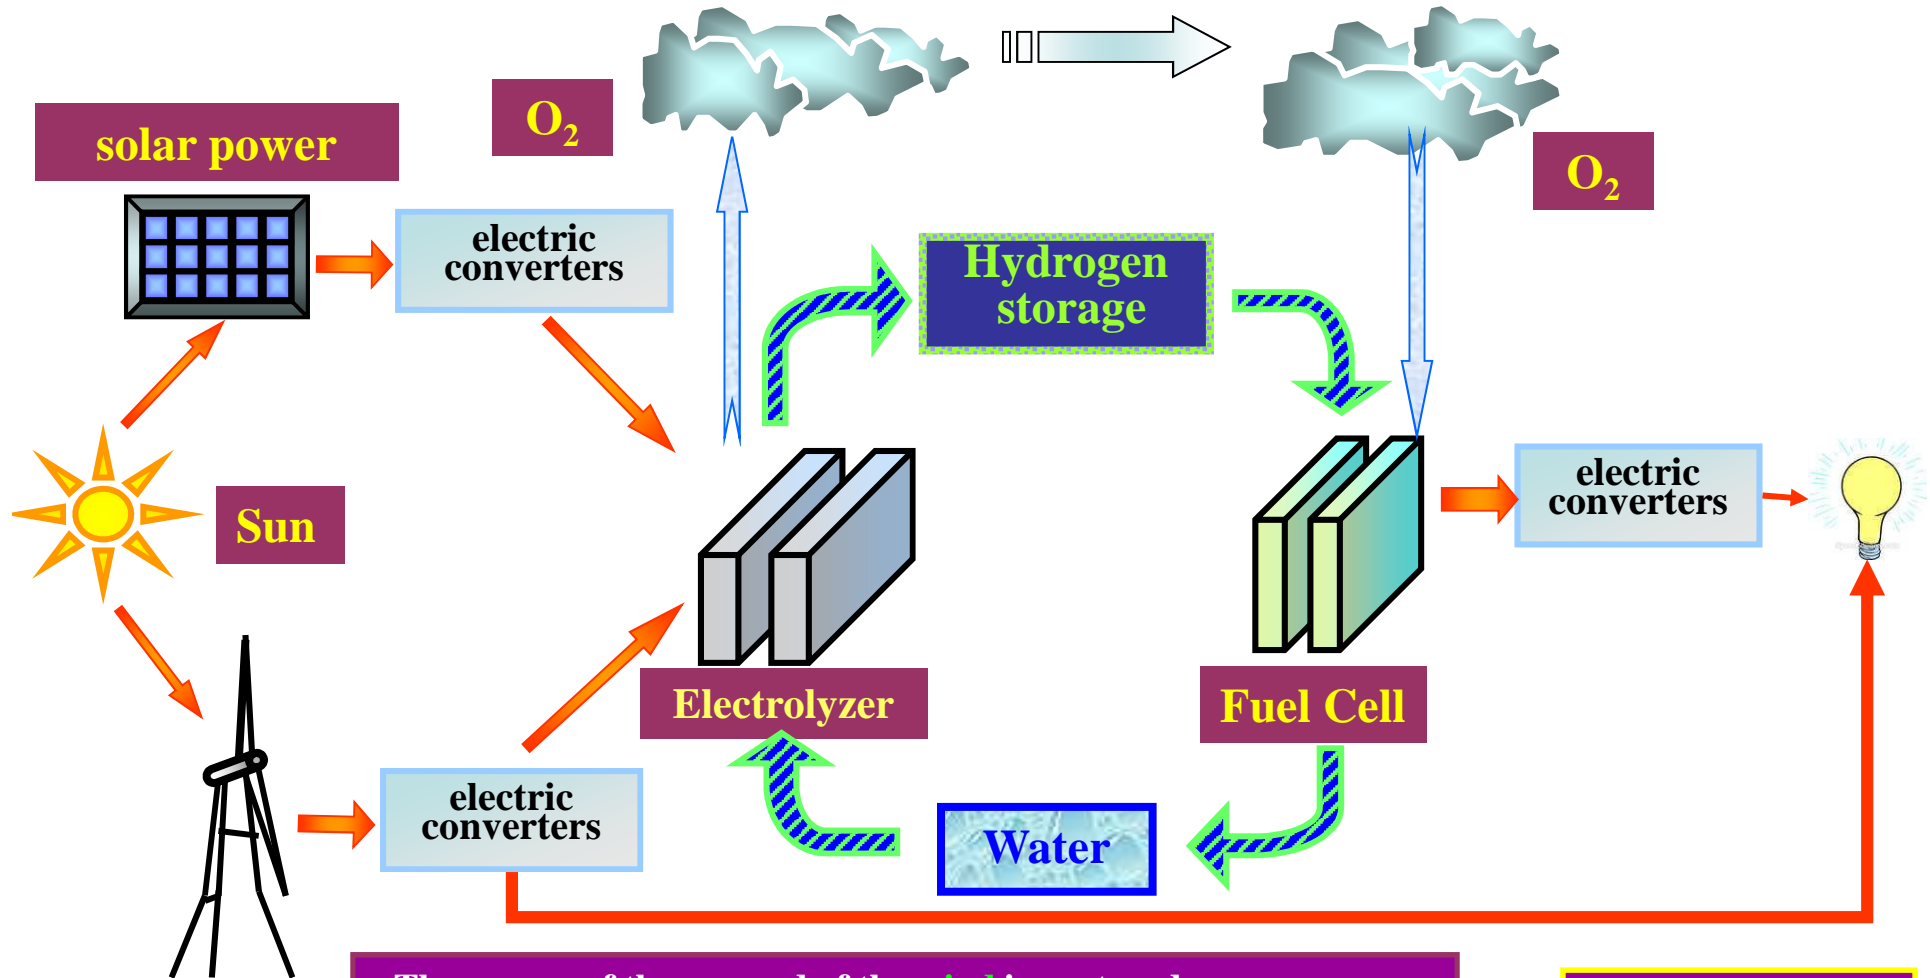 O₂
solar power
O₂
electric
converters
Hydrogen
storage
Sun
electric
converters
Electrolyzer
Fuel Cell
electric
converters
Water